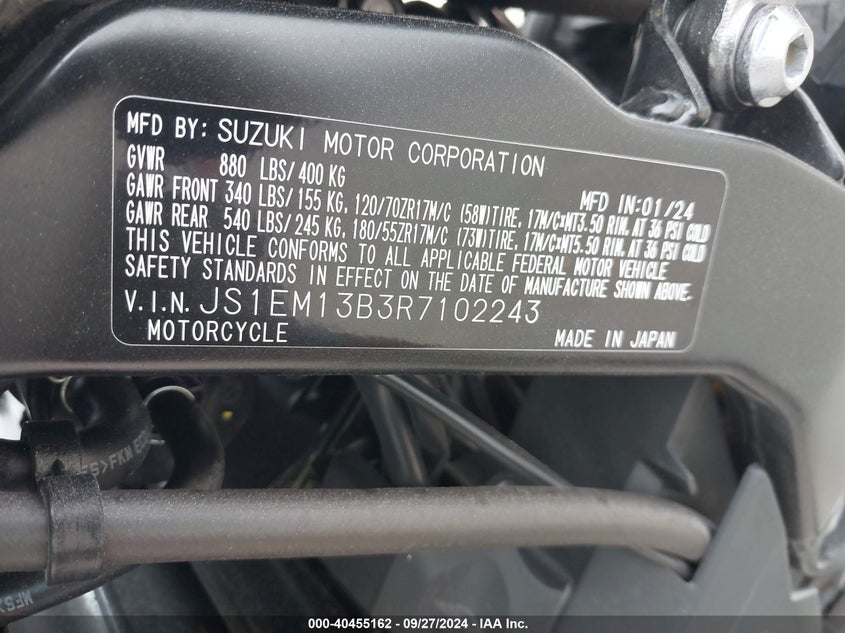 MFD BY: SUZUKI MOTOR CORPORATION
GVWR 880 LBS/400 KG MFD IN:01/24
GAWR FRONT 340 LBS/155 KG, 120/70ZR17M/C (58W)TIRE, 17M/C×MT3.50 RIM, AT 36 PSI COLD
GAWR REAR 540 LBS/245 KG, 180/55ZR17M/C (73W)TIRE, 17M/C×MT5.50 RIM, AT 36 PSI COLD
THIS VEHICLE CONFORMS TO ALL APPLICABLE FEDERAL MOTOR VEHICLE
SAFETY STANDARDS IN EFFECT ON THE DATE OF MANUFACTURE SHOWN ABOVE.
V.I.N. JS1EM13B3R7102243
MOTORCYCLE MADE IN JAPAN
>FKM
MFS>
000-40455162 - 09/27/2024 - IAA Inc.